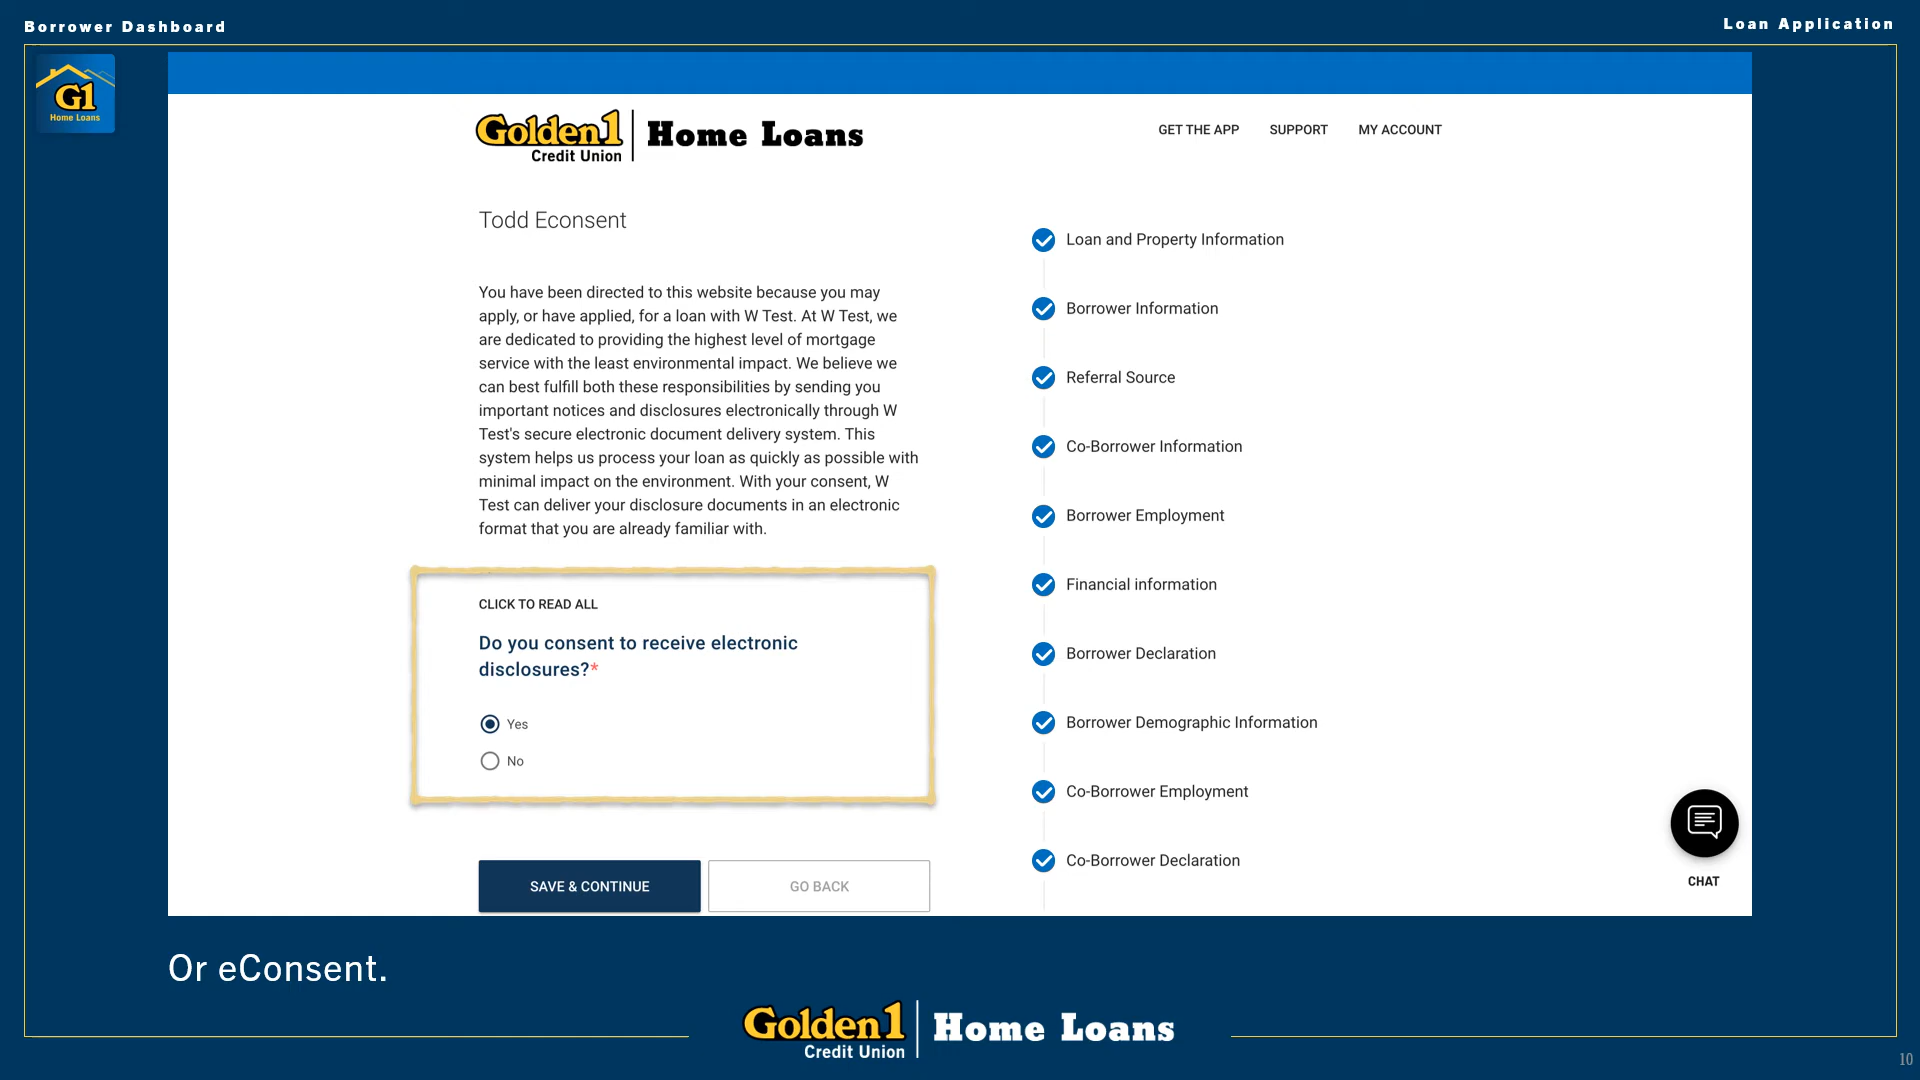 Borrower Dashboard
Loan Application
G1
Home Loans
Golden1
Credit Union
Home Loans
GET THE APP
SUPPORT
MY ACCOUNT
Todd Econsent
You have been directed to this website because you may
apply, or have applied, for a loan with W Test. At W Test, we
are dedicated to providing the highest level of mortgage
service with the least environmental impact. We believe we
can best fulfill both these responsibilities by sending you
important notices and disclosures electronically through W
Test's secure electronic document delivery system. This
system helps us process your loan as quickly as possible with
minimal impact on the environment. With your consent, W
Test can deliver your disclosure documents in an electronic
format that you are already familiar with.
CLICK TO READ ALL
Do you consent to receive electronic
disclosures?*
Yes
No
SAVE & CONTINUE
GO BACK
Loan and Property Information
Borrower Information
Referral Source
Co-Borrower Information
Borrower Employment
Financial information
Borrower Declaration
Borrower Demographic Information
Co-Borrower Employment
Co-Borrower Declaration
CHAT
Or eConsent.
Golden1
Credit Union
Home Loans
10